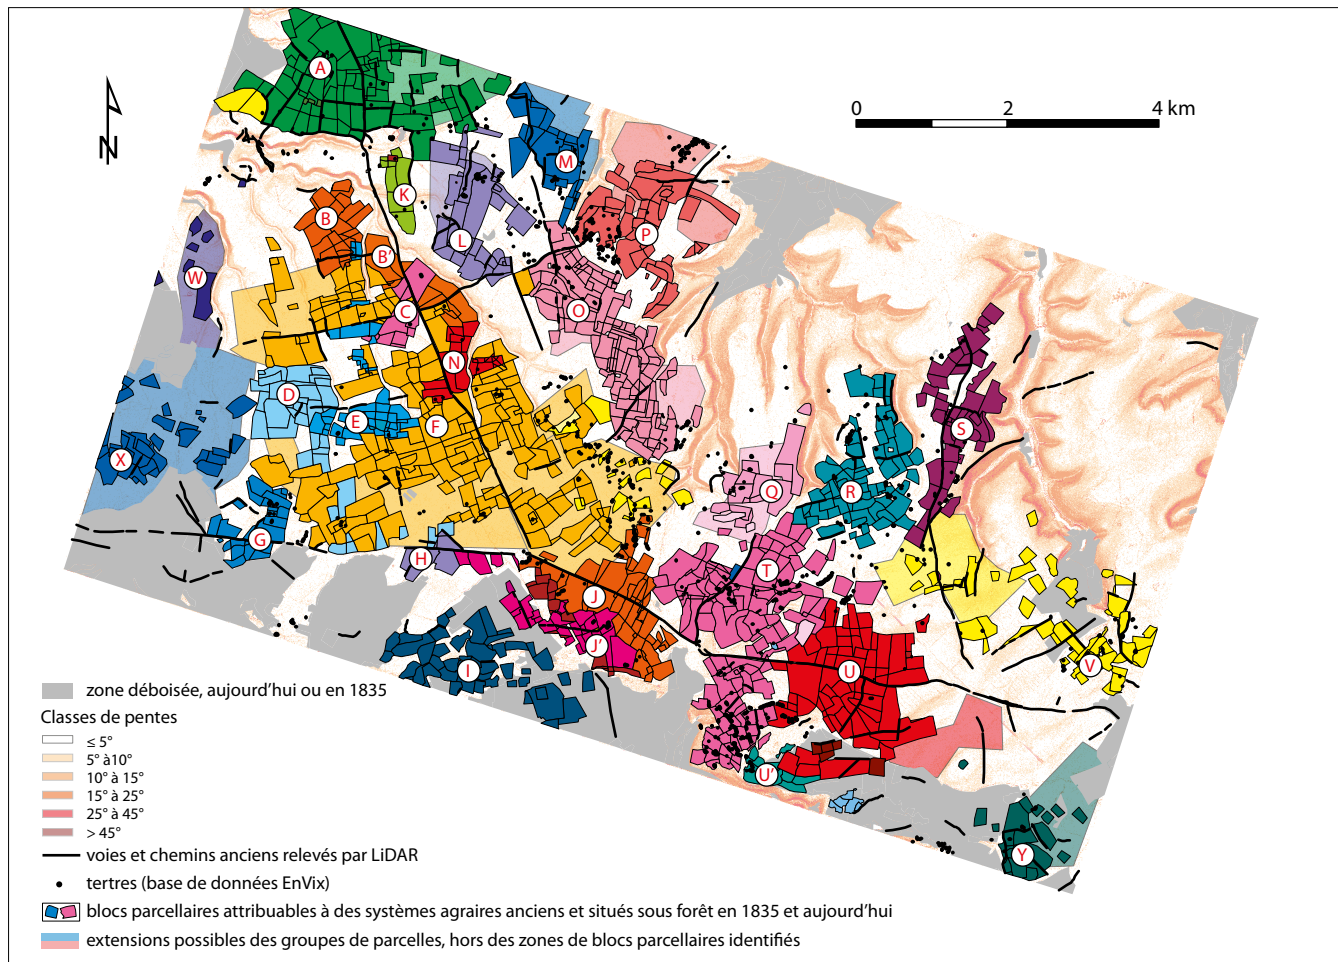 A
0 2 4 km
N
M
K
B
P
L
B'
W
C
O
N
D
E
F
S
X
R
Q
G
H
T
J
J'
I
V
U
U'
Y
zone déboisée, aujourd'hui ou en 1835
Classes de pentes
≤ 5°
5° à10°
10° à 15°
15° à 25°
25° à 45°
> 45°
voies et chemins anciens relevés par LiDAR
tertres (base de données EnVix)
blocs parcellaires attribuables à des systèmes agraires anciens et situés sous forêt en 1835 et aujourd'hui
extensions possibles des groupes de parcelles, hors des zones de blocs parcellaires identifiés